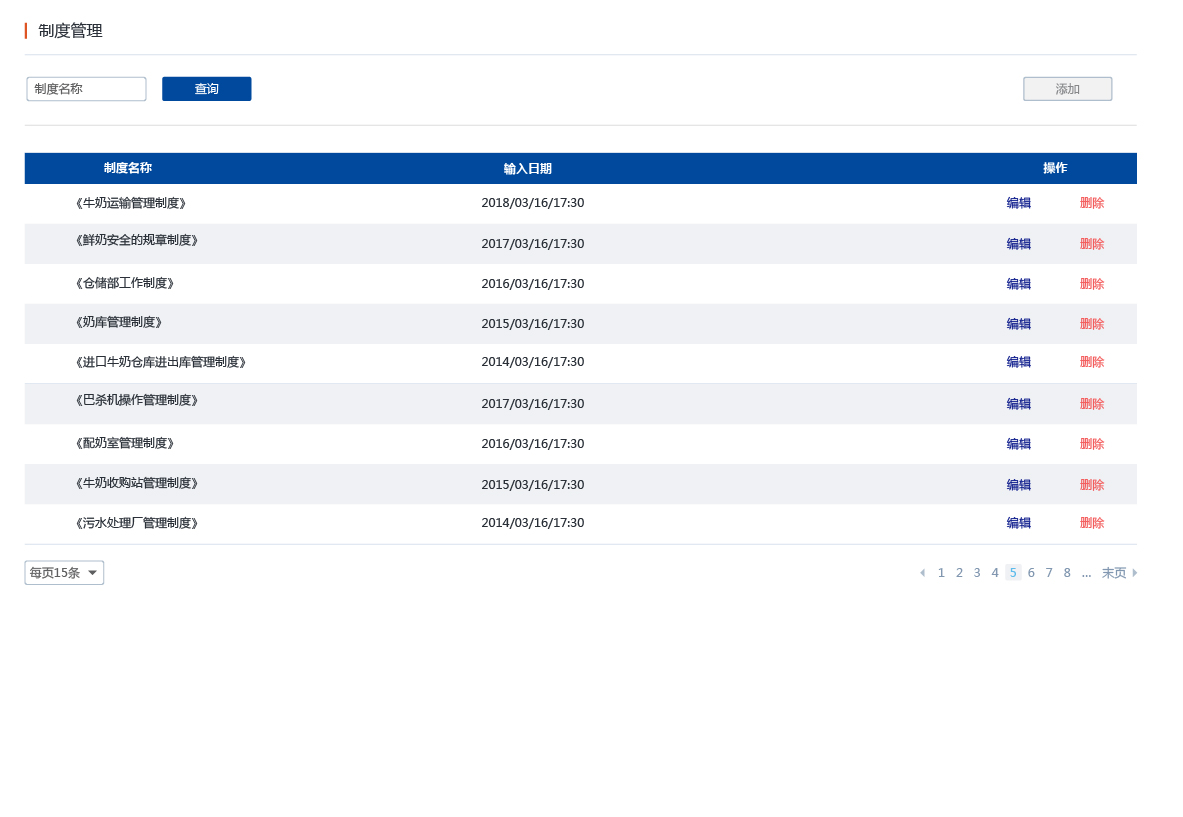 制度管理
制度名称 查询 添加
制度名称 输入日期 操作
《牛奶运输管理制度》 2018/03/16/17:30 编辑 删除
《鲜奶安全的规章制度》 2017/03/16/17:30 编辑 删除
《仓储部工作制度》 2016/03/16/17:30 编辑 删除
《奶库管理制度》 2015/03/16/17:30 编辑 删除
《进口牛奶仓库进出库管理制度》 2014/03/16/17:30 编辑 删除
《巴杀机操作管理制度》 2017/03/16/17:30 编辑 删除
《配奶室管理制度》 2016/03/16/17:30 编辑 删除
《牛奶收购站管理制度》 2015/03/16/17:30 编辑 删除
《污水处理厂管理制度》 2014/03/16/17:30 编辑 删除
每页15条 1 2 3 4 5 6 7 8 ... 末页